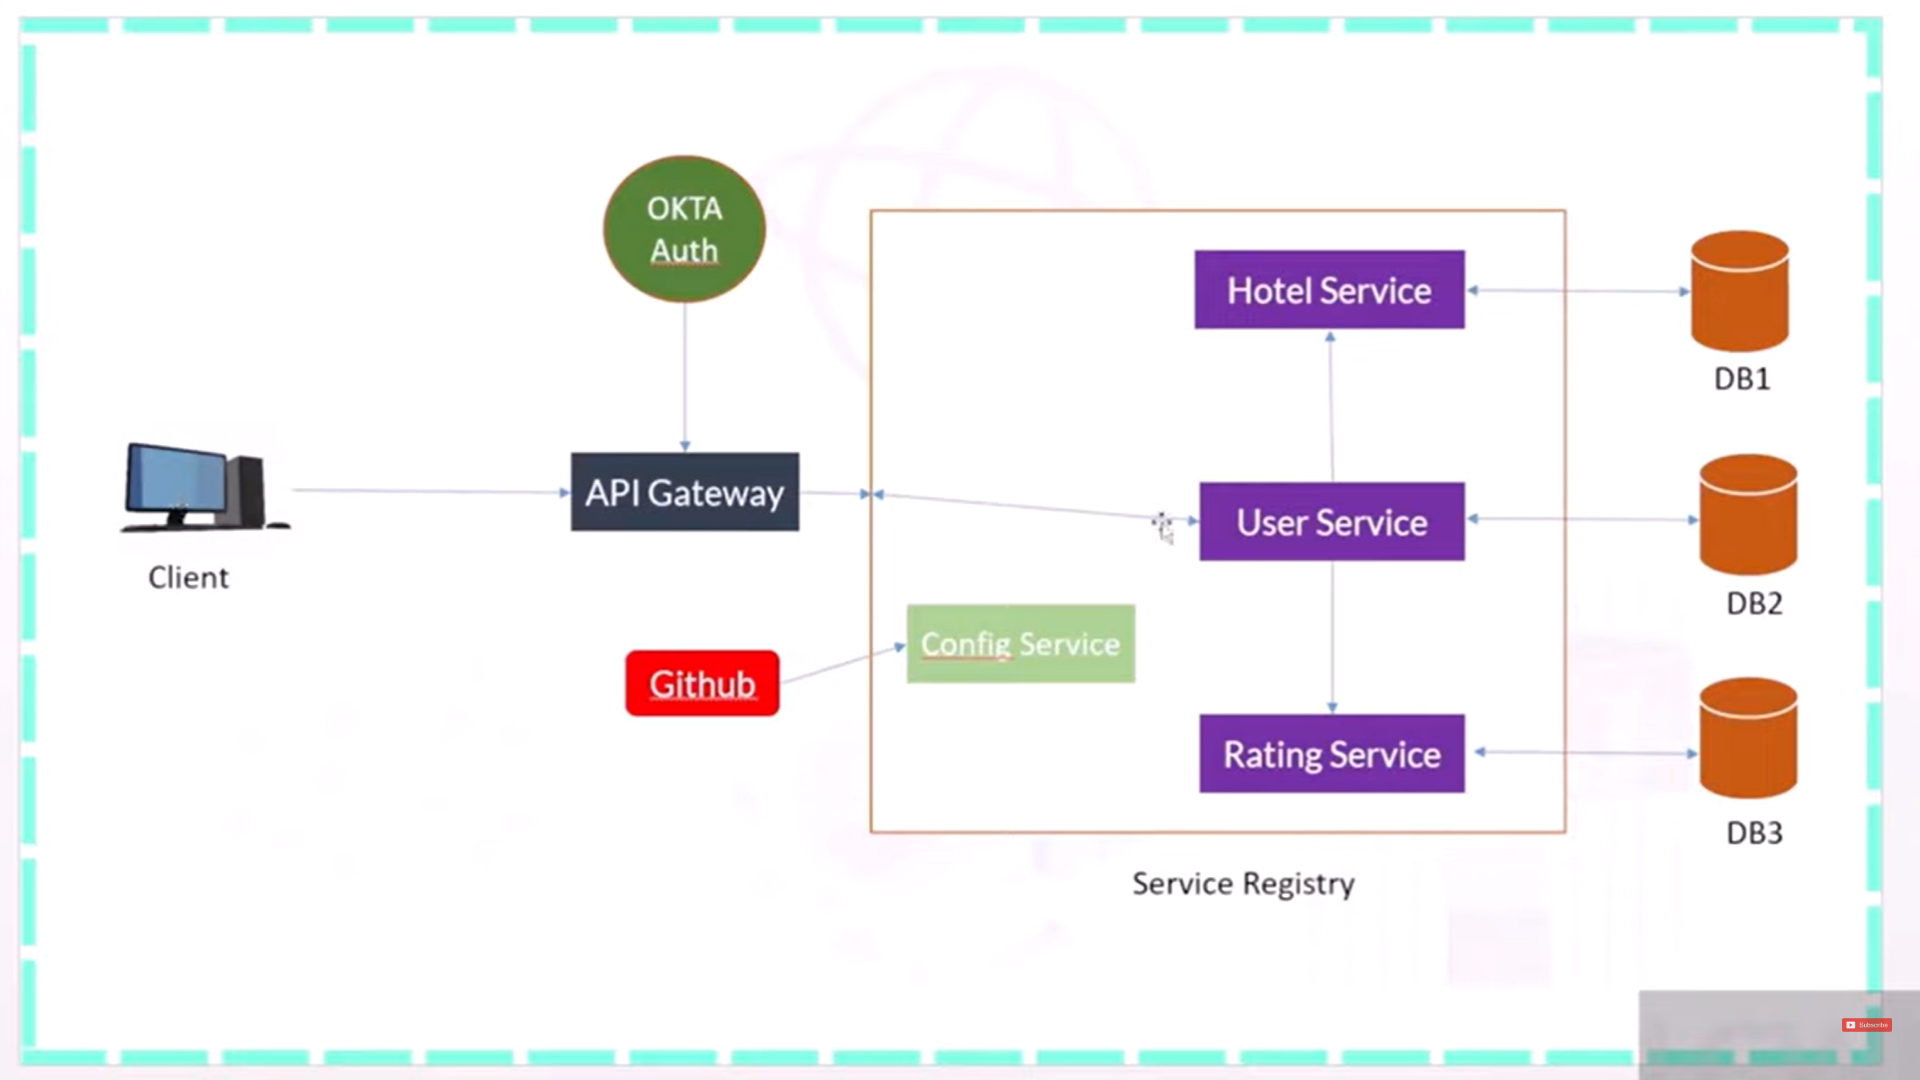 OKTA
Auth
Hotel Service
DB1
API Gateway
User Service
Client
DB2
Config Service
Github
Rating Service
DB3
Service Registry
Subscribe